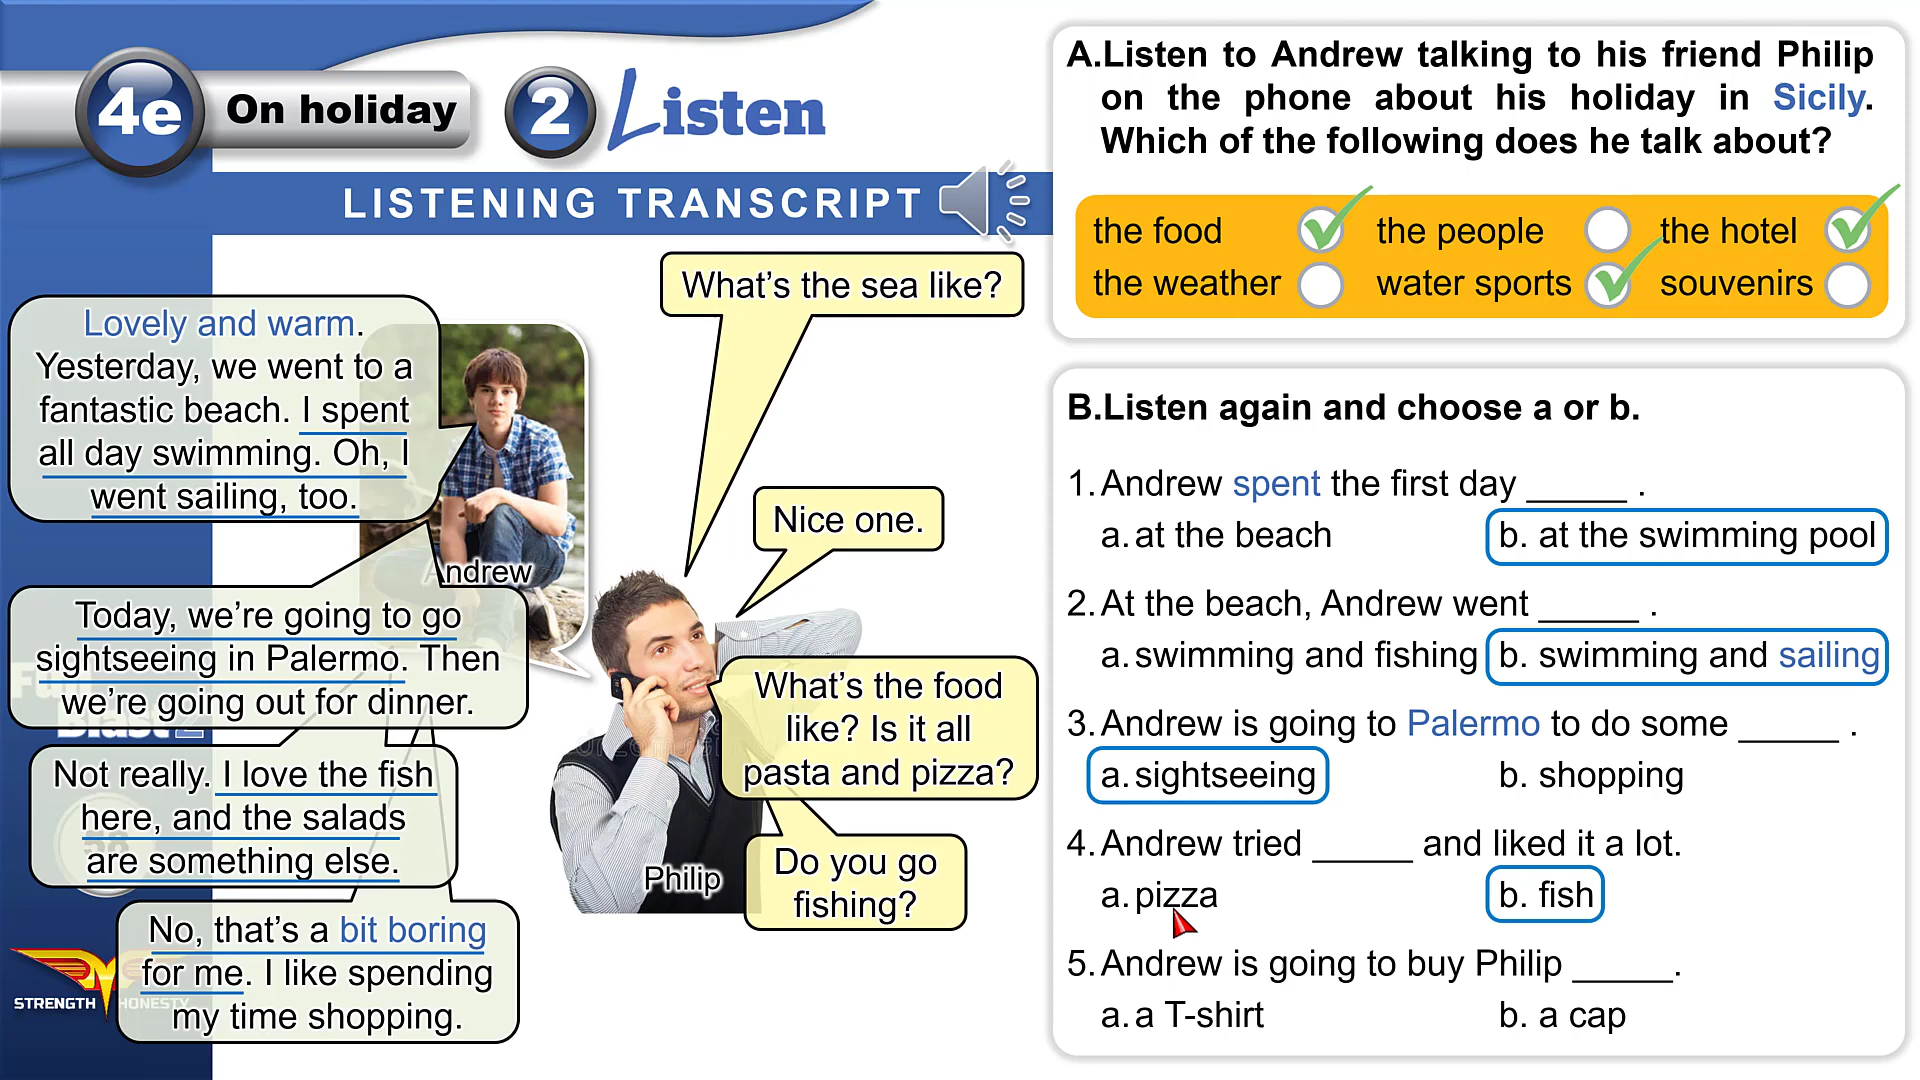 4e
On holiday
2 Listen
LISTENING TRANSCRIPT
What's the sea like?
Lovely and warm.
Yesterday, we went to a
fantastic beach. I spent
all day swimming. Oh, I
went sailing, too.
Andrew
Nice one.
Today, we're going to go
sightseeing in Palermo. Then
we're going out for dinner.
What's the food
like? Is it all
pasta and pizza?
Not really. I love the fish
here, and the salads
are something else.
Philip
Do you go
fishing?
No, that's a bit boring
for me. I like spending
my time shopping.
Full
Blast 2
STRENGTH HONESTY
A.Listen to Andrew talking to his friend Philip
on the phone about his holiday in Sicily.
Which of the following does he talk about?
the food
the people
the hotel
the weather
water sports
souvenirs
B.Listen again and choose a or b.
1.Andrew spent the first day _____ .
a.at the beach
b. at the swimming pool
2.At the beach, Andrew went _____ .
a.swimming and fishing
b. swimming and sailing
3.Andrew is going to Palermo to do some _____ .
a.sightseeing
b. shopping
4.Andrew tried _____ and liked it a lot.
a.pizza
b. fish
5.Andrew is going to buy Philip _____.
a.a T-shirt
b. a cap